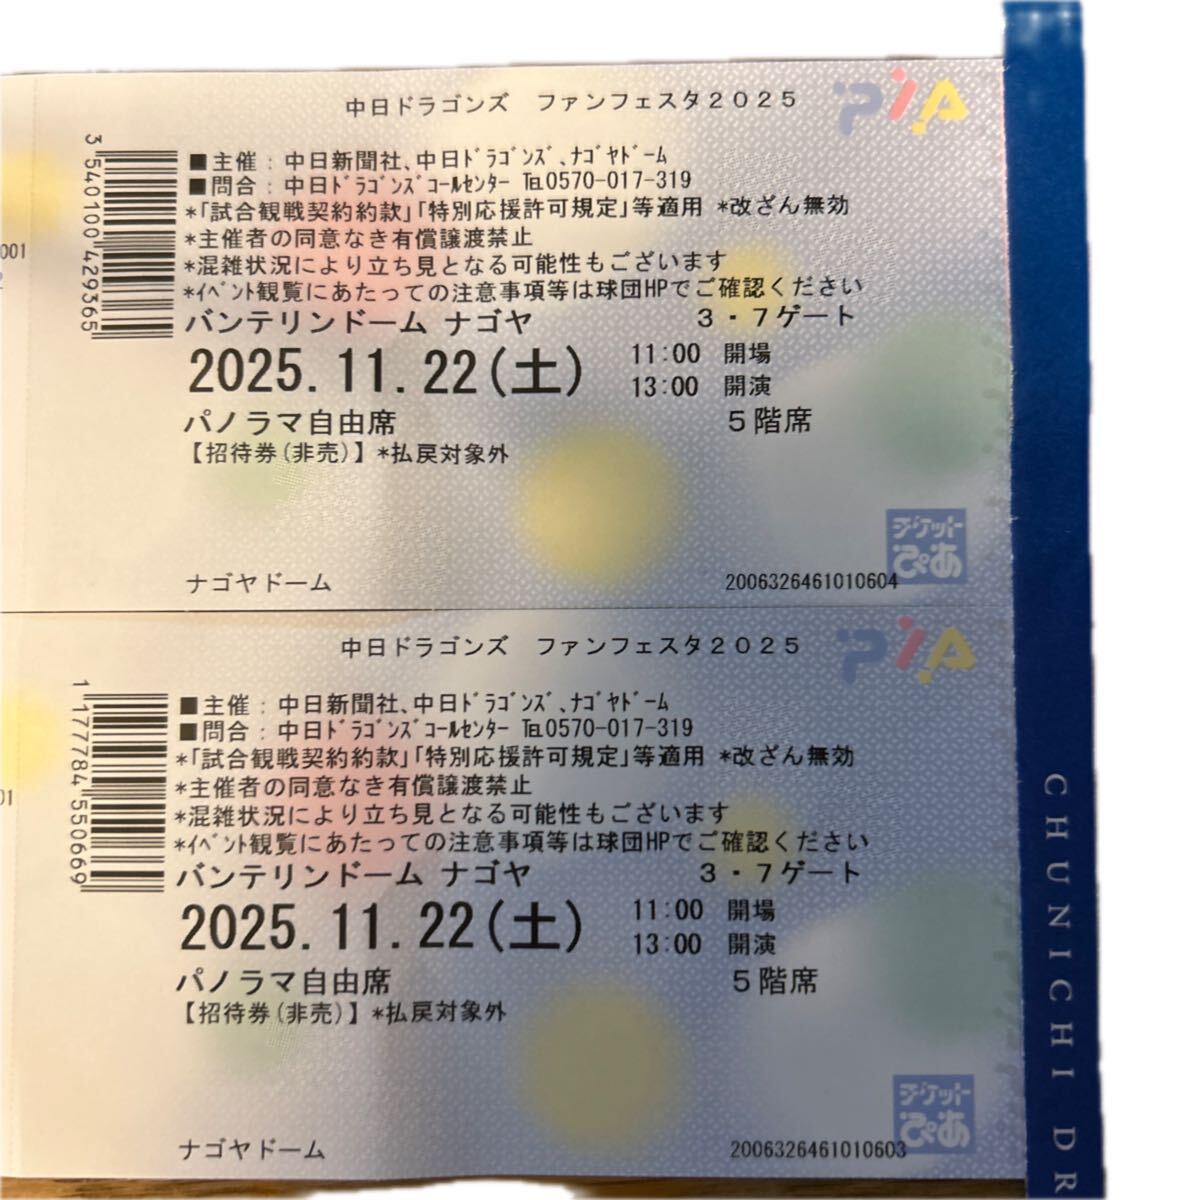 中日ドラゴンズ ファンフェスタ2025
PIA
3 540100 429365
■主催：中日新聞社、中日ﾄﾞﾗｺﾞﾝｽﾞ、ﾅｺﾞﾔﾄﾞｰﾑ
■問合：中日ﾄﾞﾗｺﾞﾝｽﾞｺｰﾙｾﾝﾀｰ ℡0570-017-319
*｢試合観戦契約約款｣｢特別応援許可規定｣等適用 *改ざん無効
*主催者の同意なき有償譲渡禁止
*混雑状況により立ち見となる可能性もございます
*ｲﾍﾞﾝﾄ観覧にあたっての注意事項等は球団HPでご確認ください
バンテリンドーム ナゴヤ 3・7ゲート
2025.11.22(土) 11:00 開場
13:00 開演
パノラマ自由席 5階席
【招待券(非売)】*払戻対象外
チケット
ぴあ
ナゴヤドーム 2006326461010604
001
中日ドラゴンズ ファンフェスタ2025
PIA
1 177784 550669
■主催：中日新聞社、中日ﾄﾞﾗｺﾞﾝｽﾞ、ﾅｺﾞﾔﾄﾞｰﾑ
■問合：中日ﾄﾞﾗｺﾞﾝｽﾞｺｰﾙｾﾝﾀｰ ℡0570-017-319
*｢試合観戦契約約款｣｢特別応援許可規定｣等適用 *改ざん無効
*主催者の同意なき有償譲渡禁止
*混雑状況により立ち見となる可能性もございます
*ｲﾍﾞﾝﾄ観覧にあたっての注意事項等は球団HPでご確認ください
バンテリンドーム ナゴヤ 3・7ゲート
2025.11.22(土) 11:00 開場
13:00 開演
パノラマ自由席 5階席
【招待券(非売)】*払戻対象外
チケット
ぴあ
ナゴヤドーム 2006326461010603
01
CHUNICHI DR